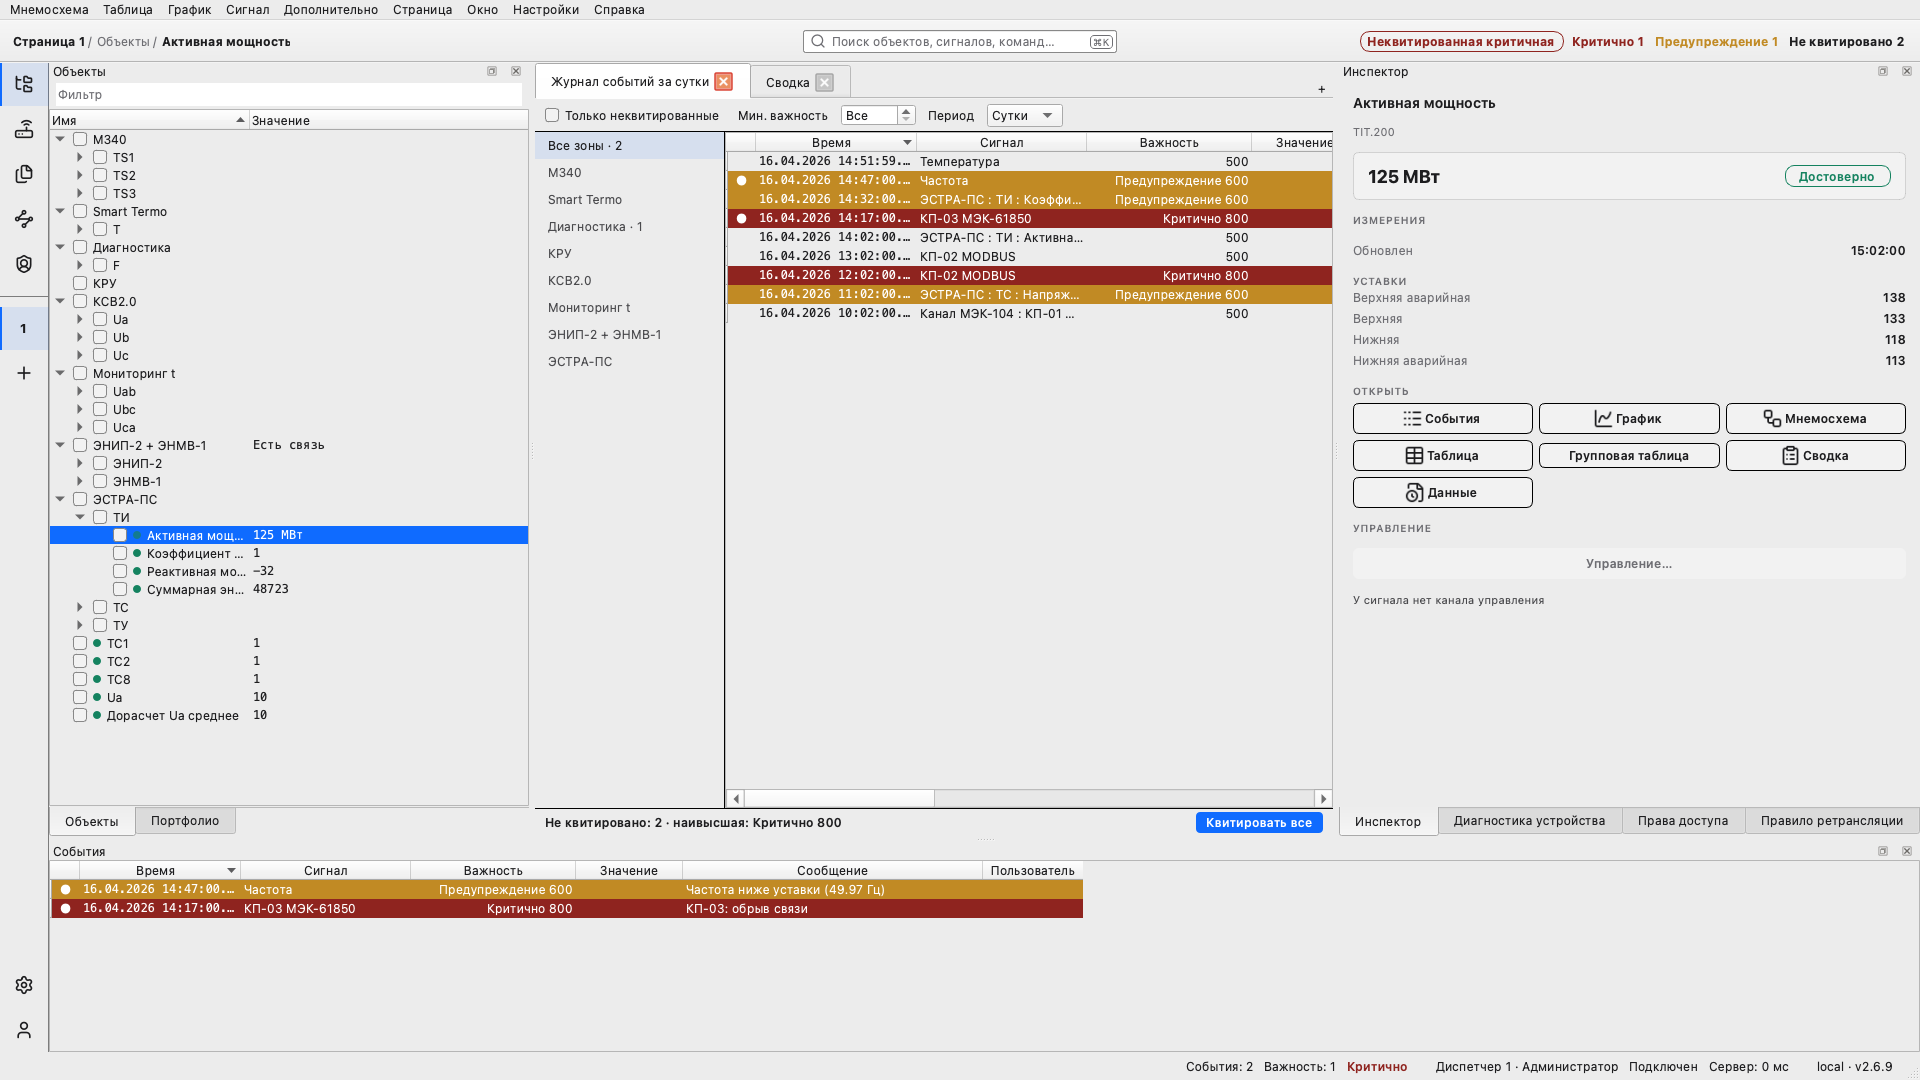 Мнемосхема Таблица График Сигнал Дополнительно Страница Окно Настройки Справка
Страница 1 / Объекты / Активная мощность
Поиск объектов, сигналов, команд... ⌘K
Неквитированная критичная Критично 1 Предупреждение 1 Не квитировано 2
Объекты
Фильтр
Имя Значение
М340
TS1
TS2
TS3
Smart Termo
T
Диагностика
F
КРУ
КСВ2.0
Ua
Ub
Uc
Мониторинг t
Uab
Ubc
Uca
ЭНИП-2 + ЭНМВ-1 Есть связь
ЭНИП-2
ЭНМВ-1
ЭСТРА-ПС
ТИ
Активная мощ... 125 МВт
Коэффициент ... 1
Реактивная мо... −32
Суммарная эн... 48723
ТС
ТУ
ТС1 1
ТС2 1
ТС8 1
Ua 10
Дорасчет Ua среднее 10
Объекты Портфолио
1
Журнал событий за сутки Сводка
Только неквитированные Мин. важность Все Период Сутки
Все зоны · 2
М340
Smart Termo
Диагностика · 1
КРУ
КСВ2.0
Мониторинг t
ЭНИП-2 + ЭНМВ-1
ЭСТРА-ПС
Время Сигнал Важность Значение
16.04.2026 14:51:59.... Температура 500
16.04.2026 14:47:00.... Частота Предупреждение 600
16.04.2026 14:32:00.... ЭСТРА-ПС : ТИ : Коэффи... Предупреждение 600
16.04.2026 14:17:00.... КП-03 МЭК-61850 Критично 800
16.04.2026 14:02:00.... ЭСТРА-ПС : ТИ : Активна... 500
16.04.2026 13:02:00.... КП-02 MODBUS 500
16.04.2026 12:02:00.... КП-02 MODBUS Критично 800
16.04.2026 11:02:00.... ЭСТРА-ПС : ТС : Напряж... Предупреждение 600
16.04.2026 10:02:00.... Канал МЭК-104 : КП-01 ... 500
Не квитировано: 2 · наивысшая: Критично 800 Квитировать все
Инспектор
Активная мощность
TIT.200
125 МВт Достоверно
ИЗМЕРЕНИЯ
Обновлен 15:02:00
УСТАВКИ
Верхняя аварийная 138
Верхняя 133
Нижняя 118
Нижняя аварийная 113
ОТКРЫТЬ
События График Мнемосхема
Таблица Групповая таблица Сводка
Данные
УПРАВЛЕНИЕ
Управление...
У сигнала нет канала управления
Инспектор Диагностика устройства Права доступа Правило ретрансляции
События
Время Сигнал Важность Значение Сообщение Пользователь
16.04.2026 14:47:00.... Частота Предупреждение 600 Частота ниже уставки (49.97 Гц)
16.04.2026 14:17:00.... КП-03 МЭК-61850 Критично 800 КП-03: обрыв связи
События: 2 Важность: 1 Критично Диспетчер 1 · Администратор Подключен Сервер: 0 мс local · v2.6.9